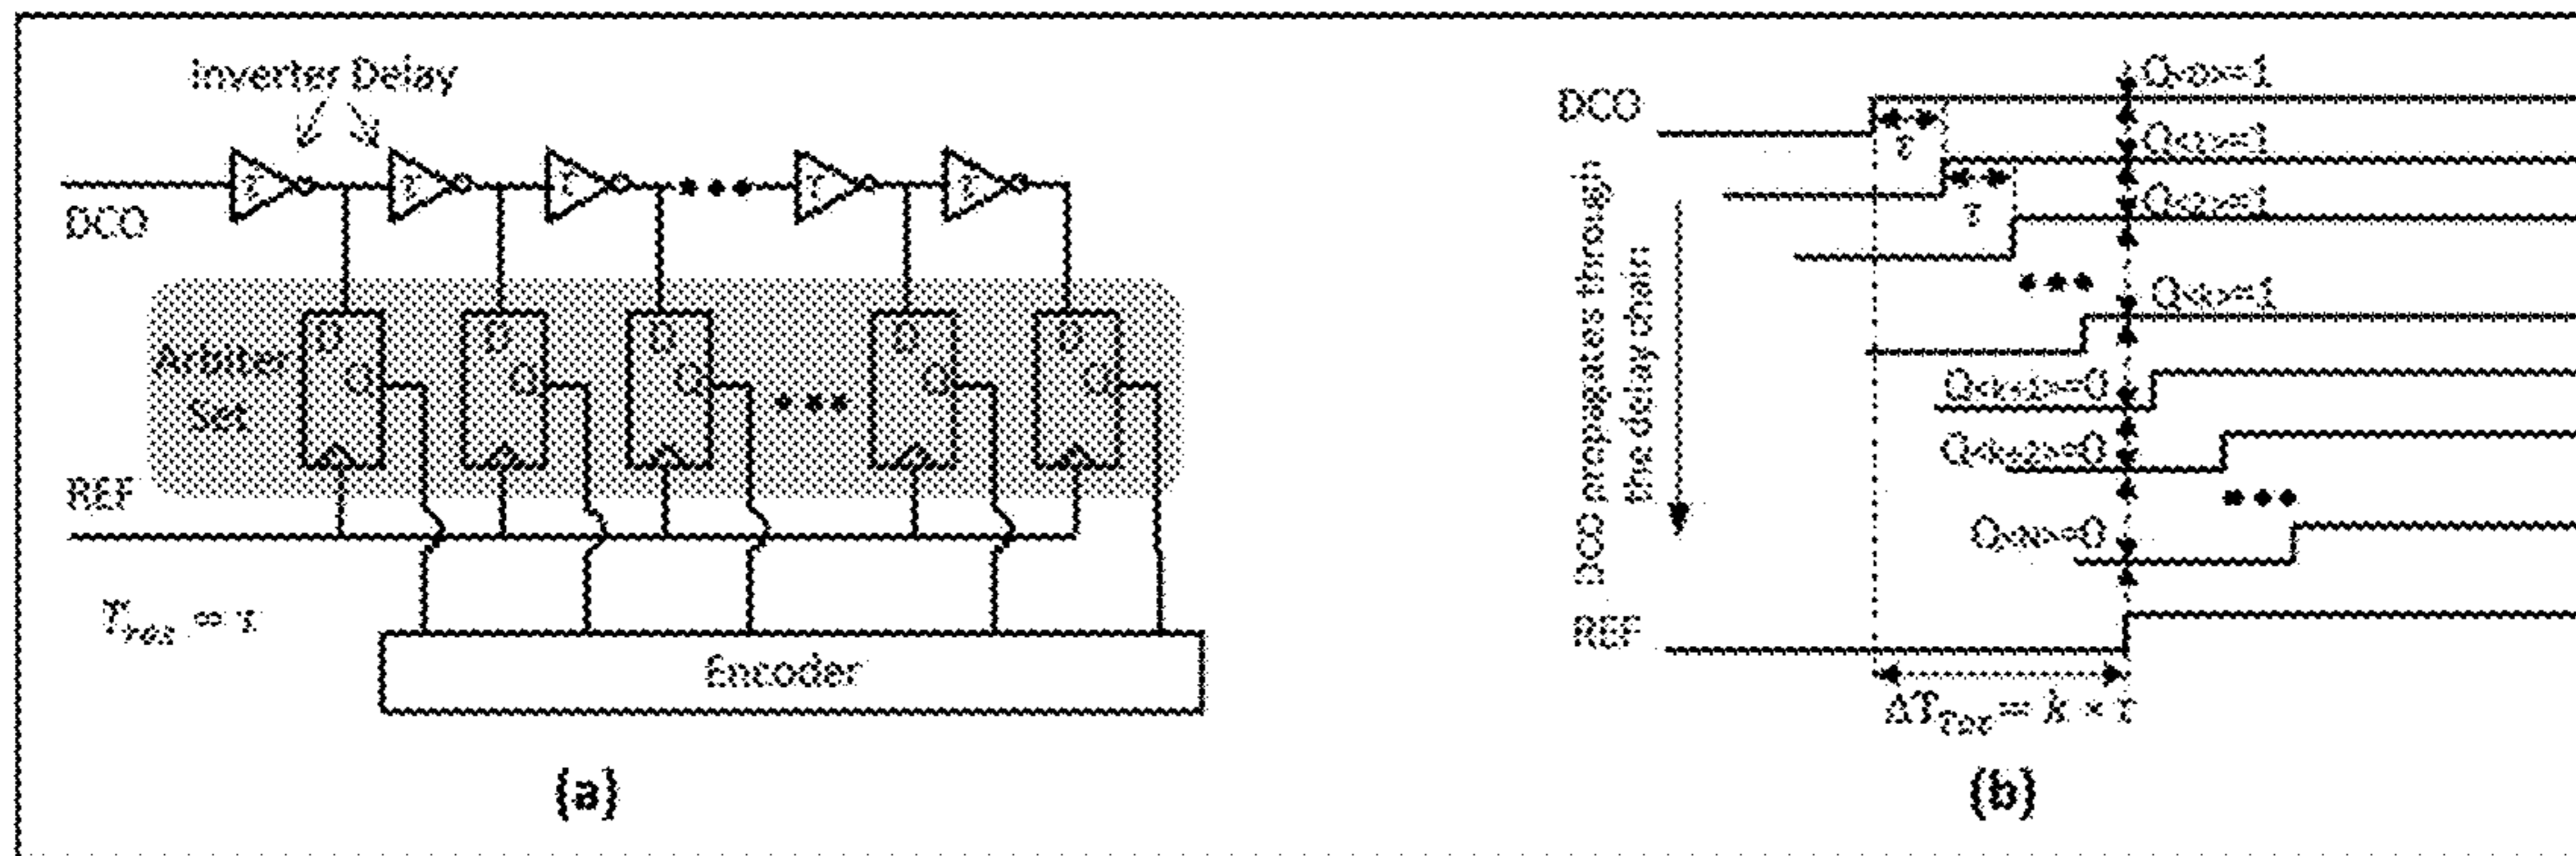 Inverter Delay
τ τ τ τ τ
DCO
D D D D D
Q Q Q Q Q
Arbiter
Set
REF
T_res = τ
Encoder
(a)
DCO
Q<0>=1
τ
Q<1>=1
τ
Q<2>=1
Q<k>=1
Q<k+1>=0
Q<k+2>=0
Q<n>=0
DCO propagates through
the delay chain
REF
(b)